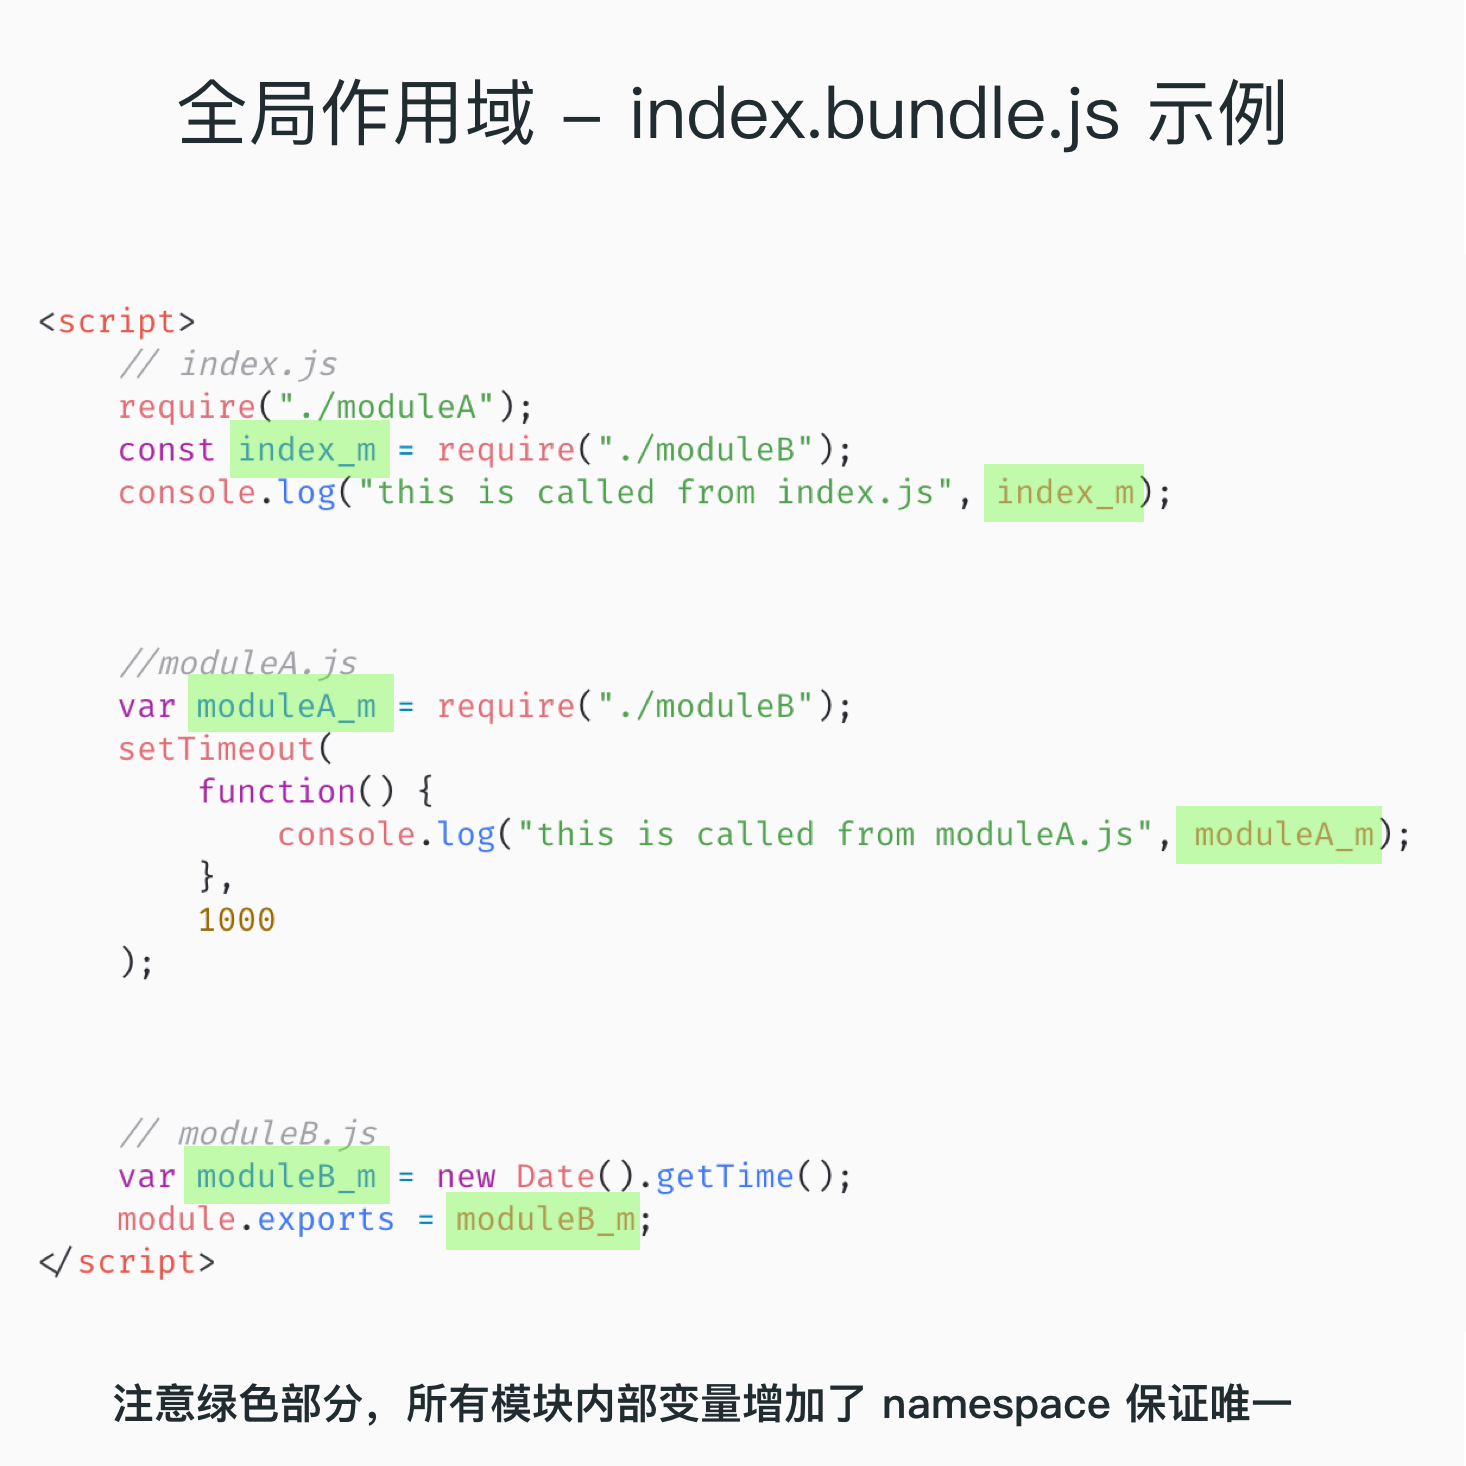 全局作用域 – index.bundle.js 示例
<script>
// index.js
require("./moduleA");
const index_m = require("./moduleB");
console.log("this is called from index.js", index_m);
//moduleA.js
var moduleA_m = require("./moduleB");
setTimeout(
function() {
console.log("this is called from moduleA.js", moduleA_m);
},
1000
);
// moduleB.js
var moduleB_m = new Date().getTime();
module.exports = moduleB_m;
</script>
注意绿色部分，所有模块内部变量增加了 namespace 保证唯一